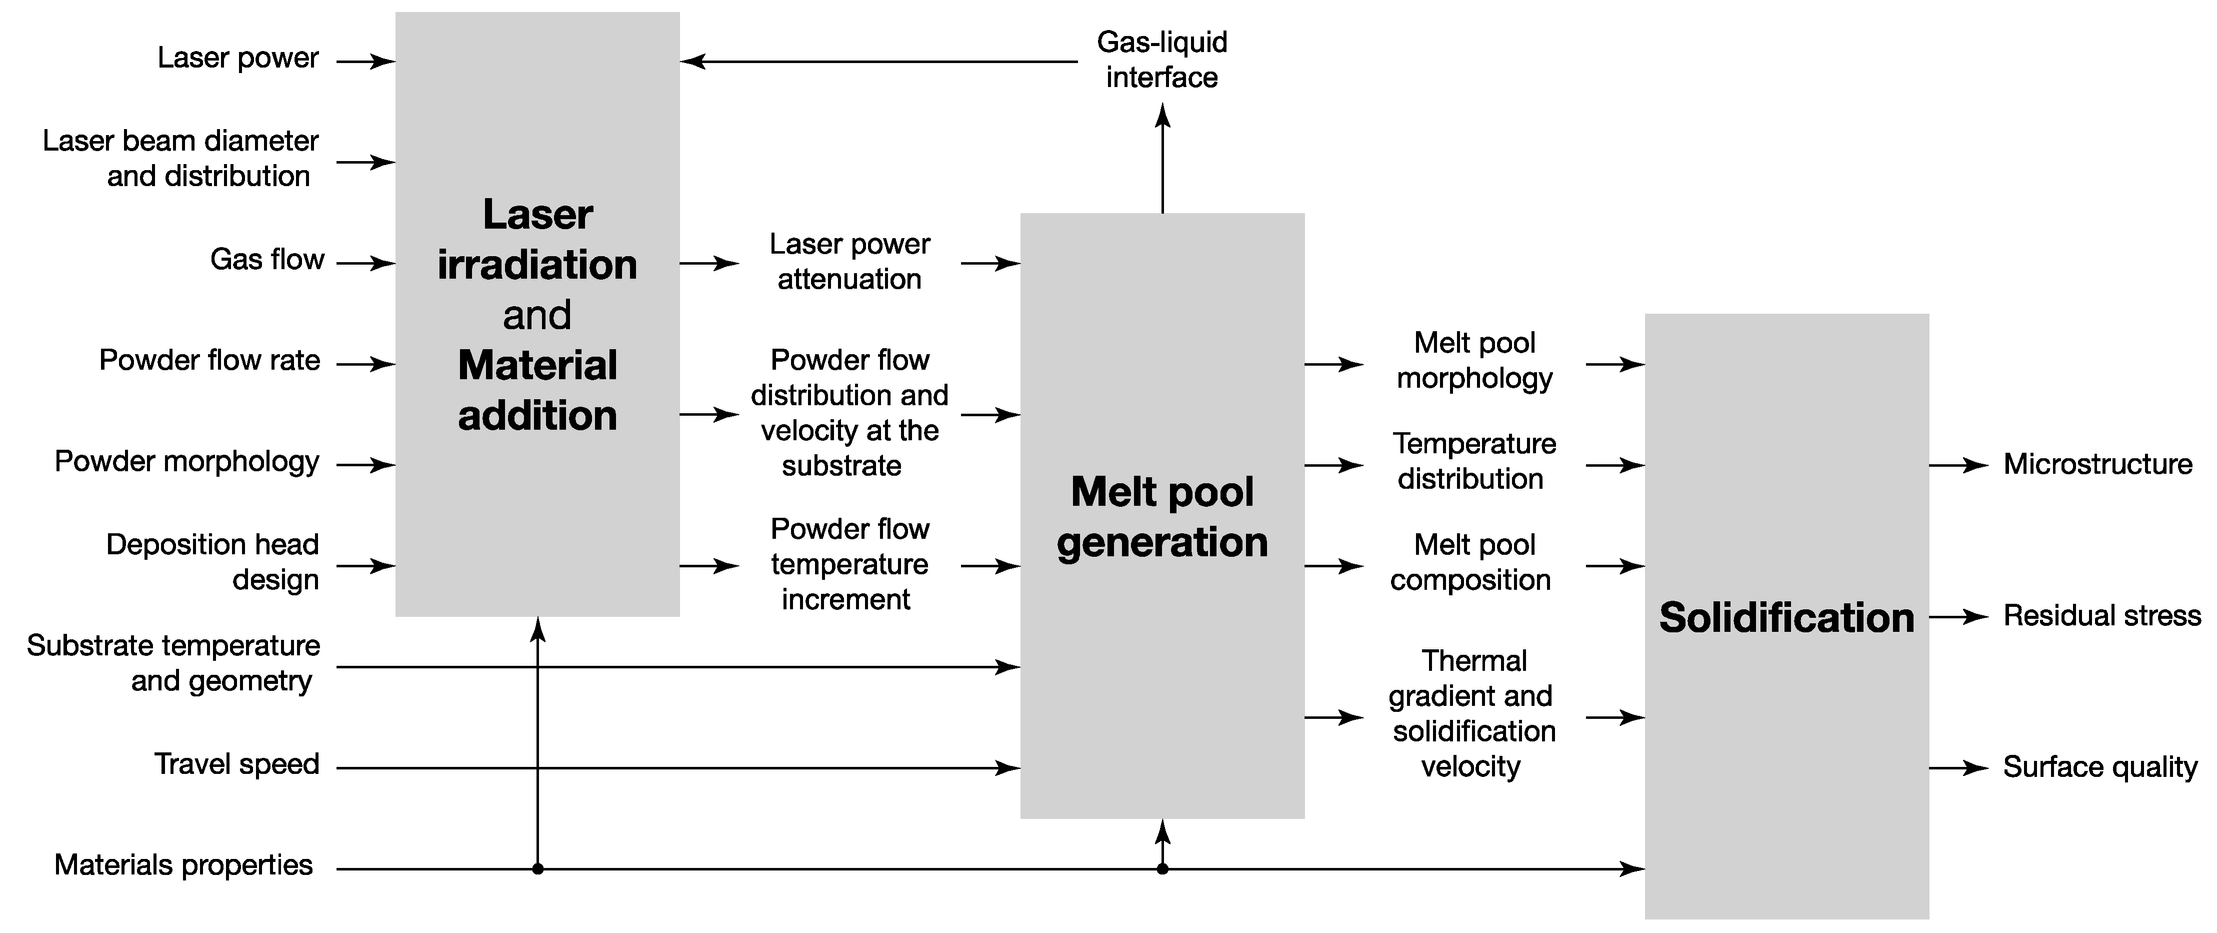 Laser power
Laser beam diameter
and distribution
Gas flow
Powder flow rate
Powder morphology
Deposition head
design
Substrate temperature
and geometry
Travel speed
Materials properties
Laser
irradiation
and
Material
addition
Gas-liquid
interface
Laser power
attenuation
Powder flow
distribution and
velocity at the
substrate
Powder flow
temperature
increment
Melt pool
generation
Melt pool
morphology
Temperature
distribution
Melt pool
composition
Thermal
gradient and
solidification
velocity
Solidification
Microstructure
Residual stress
Surface quality